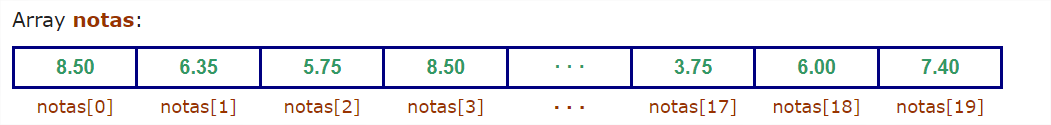 Array notas:
8.50 6.35 5.75 8.50 ... 3.75 6.00 7.40
notas[0] notas[1] notas[2] notas[3] ... notas[17] notas[18] notas[19]